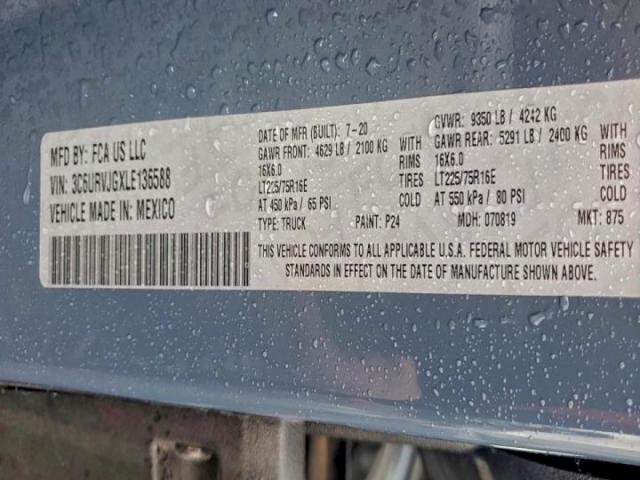 MFD BY: FCA US LLC
VIN: 3C6URVJGXLE136588
VEHICLE MADE IN: MEXICO
DATE OF MFR (BUILT): 7-20
GAWR FRONT: 4629 LB / 2100 KG WITH
16X6.0 RIMS
LT225/75R16E TIRES
AT 450 kPa / 65 PSI COLD
TYPE: TRUCK PAINT: P24
GVWR: 9350 LB / 4242 KG
GAWR REAR: 5291 LB / 2400 KG WITH
16X6.0 RIMS
LT225/75R16E TIRES
AT 550 kPa / 80 PSI COLD
MDH: 070819 MKT: 875
THIS VEHICLE CONFORMS TO ALL APPLICABLE U.S.A. FEDERAL MOTOR VEHICLE SAFETY
STANDARDS IN EFFECT ON THE DATE OF MANUFACTURE SHOWN ABOVE.